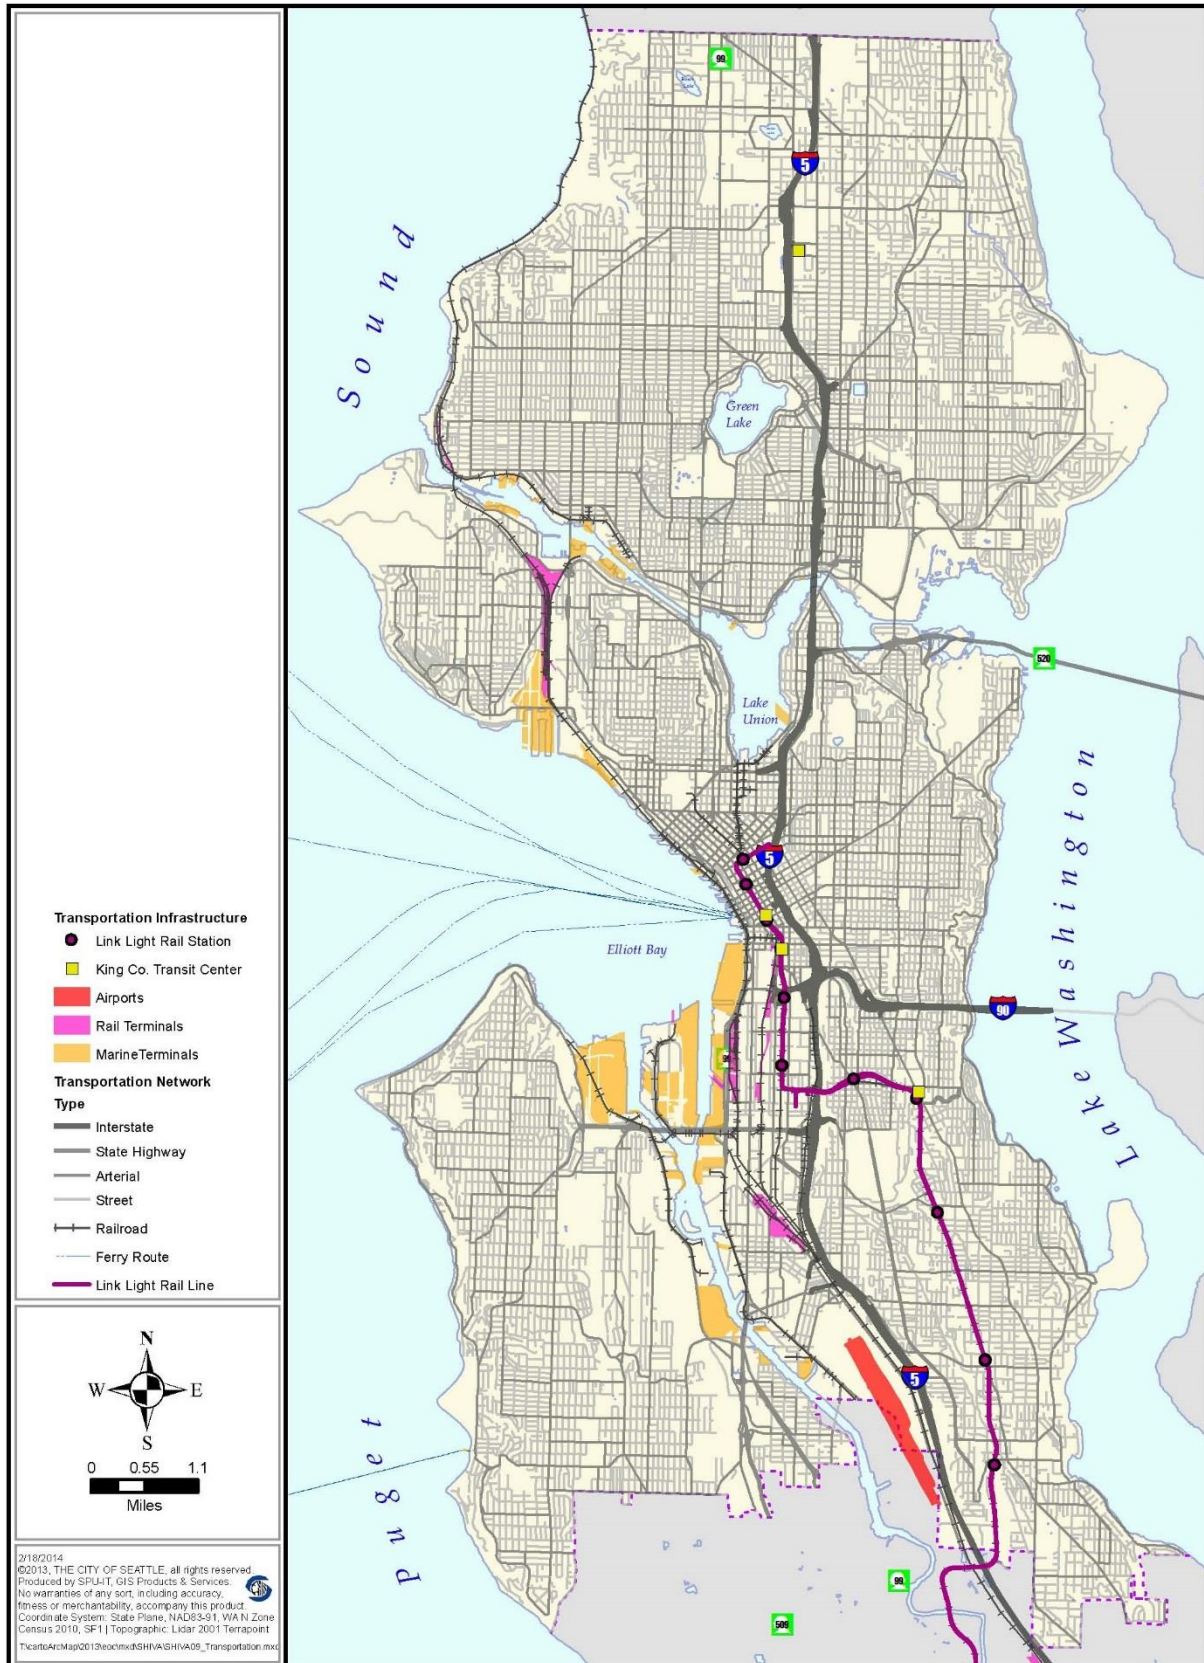 Transportation Infrastructure
Link Light Rail Station
King Co. Transit Center
Airports
Rail Terminals
MarineTerminals
Transportation Network
Type
Interstate
State Highway
Arterial
Street
Railroad
Ferry Route
Link Light Rail Line
N
W E
S
0 0.55 1.1
Miles
2/18/2014
©2013, THE CITY OF SEATTLE, all rights reserved.
Produced by SPU-IT, GIS Products & Services.
No warranties of any sort, including accuracy,
fitness or merchantability, accompany this product.
Coordinate System: State Plane, NAD83-91, WA N Zone
Census 2010, SF1 | Topographic: Lidar 2001 Terrapoint
99
5
Sound
Green
Lake
520
Lake
Union
5
Elliott Bay
90
Lake Washington
5
Puget
99
509